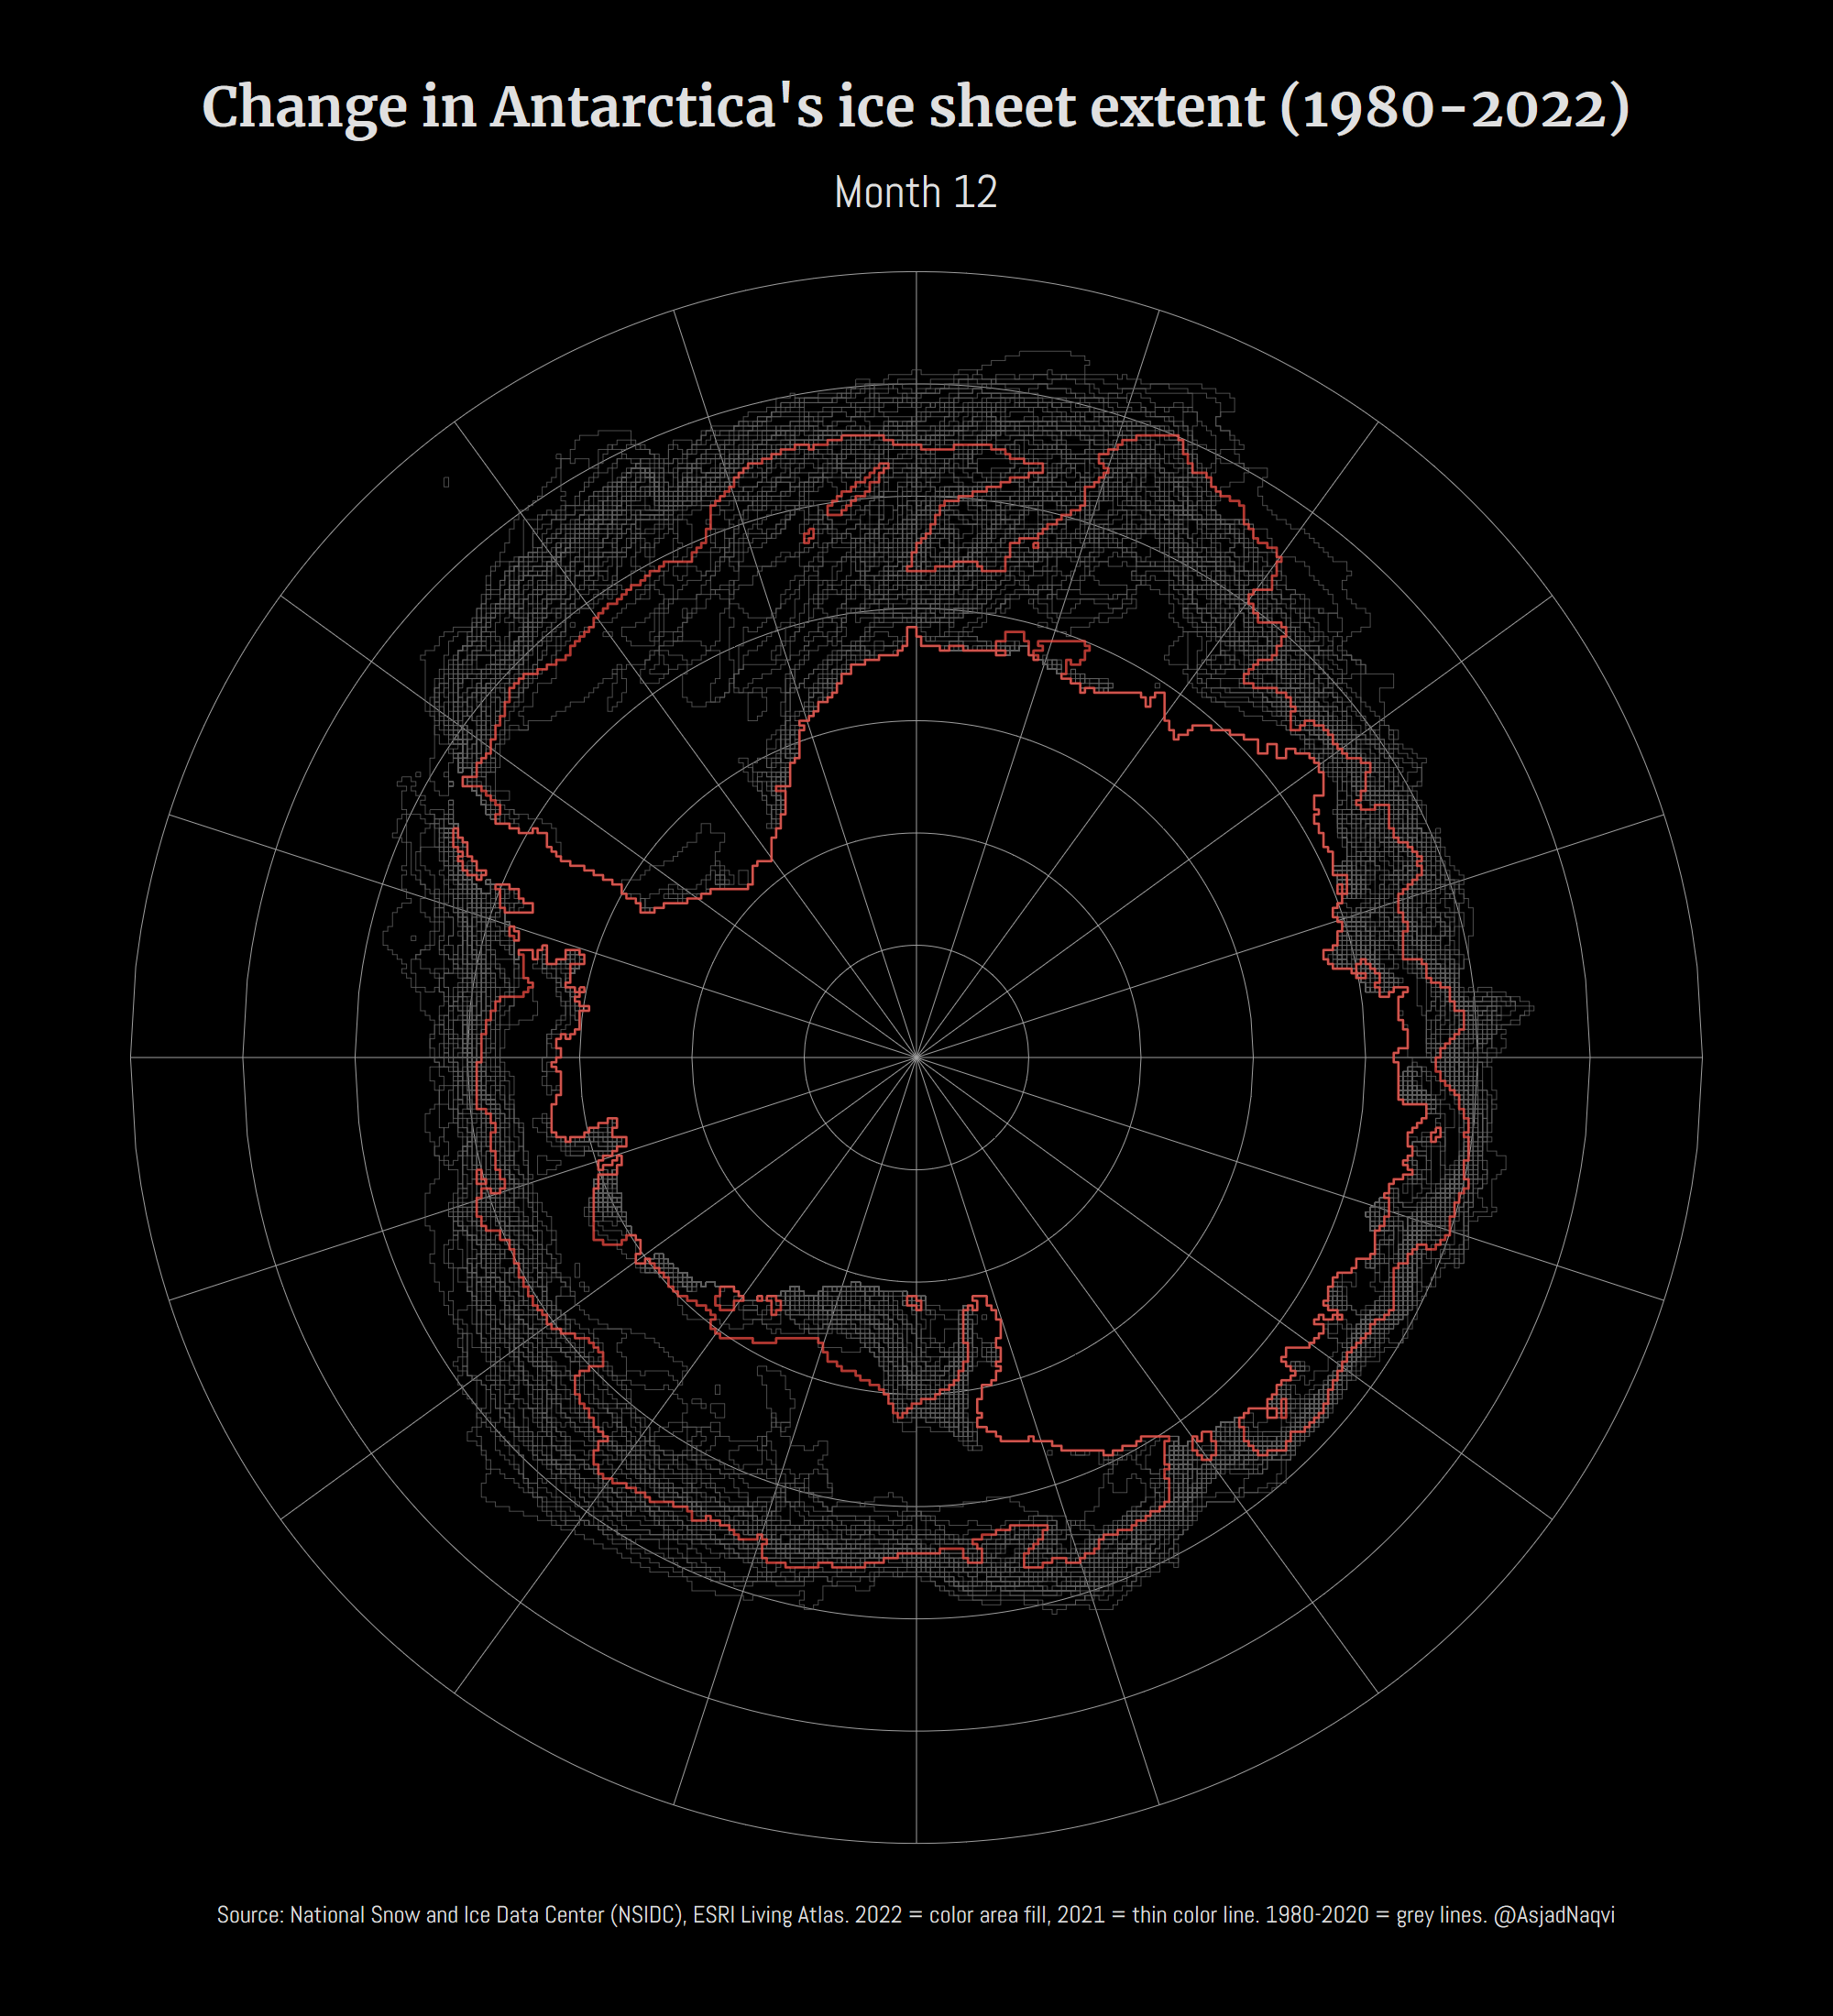 Change in Antarctica's ice sheet extent (1980-2022)
Month 12
Source: National Snow and Ice Data Center (NSIDC), ESRI Living Atlas. 2022 = color area fill, 2021 = thin color line. 1980-2020 = grey lines. @AsjadNaqvi